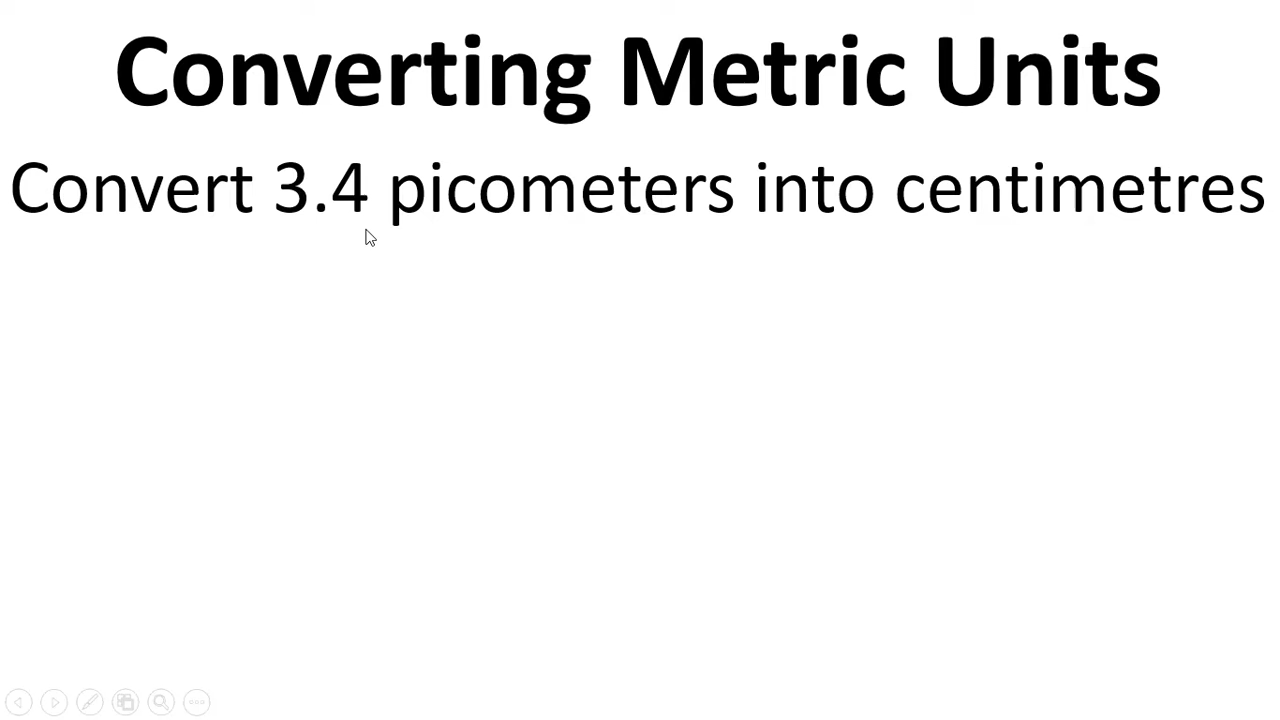 Converting Metric Units
Convert 3.4 picometers into centimetres